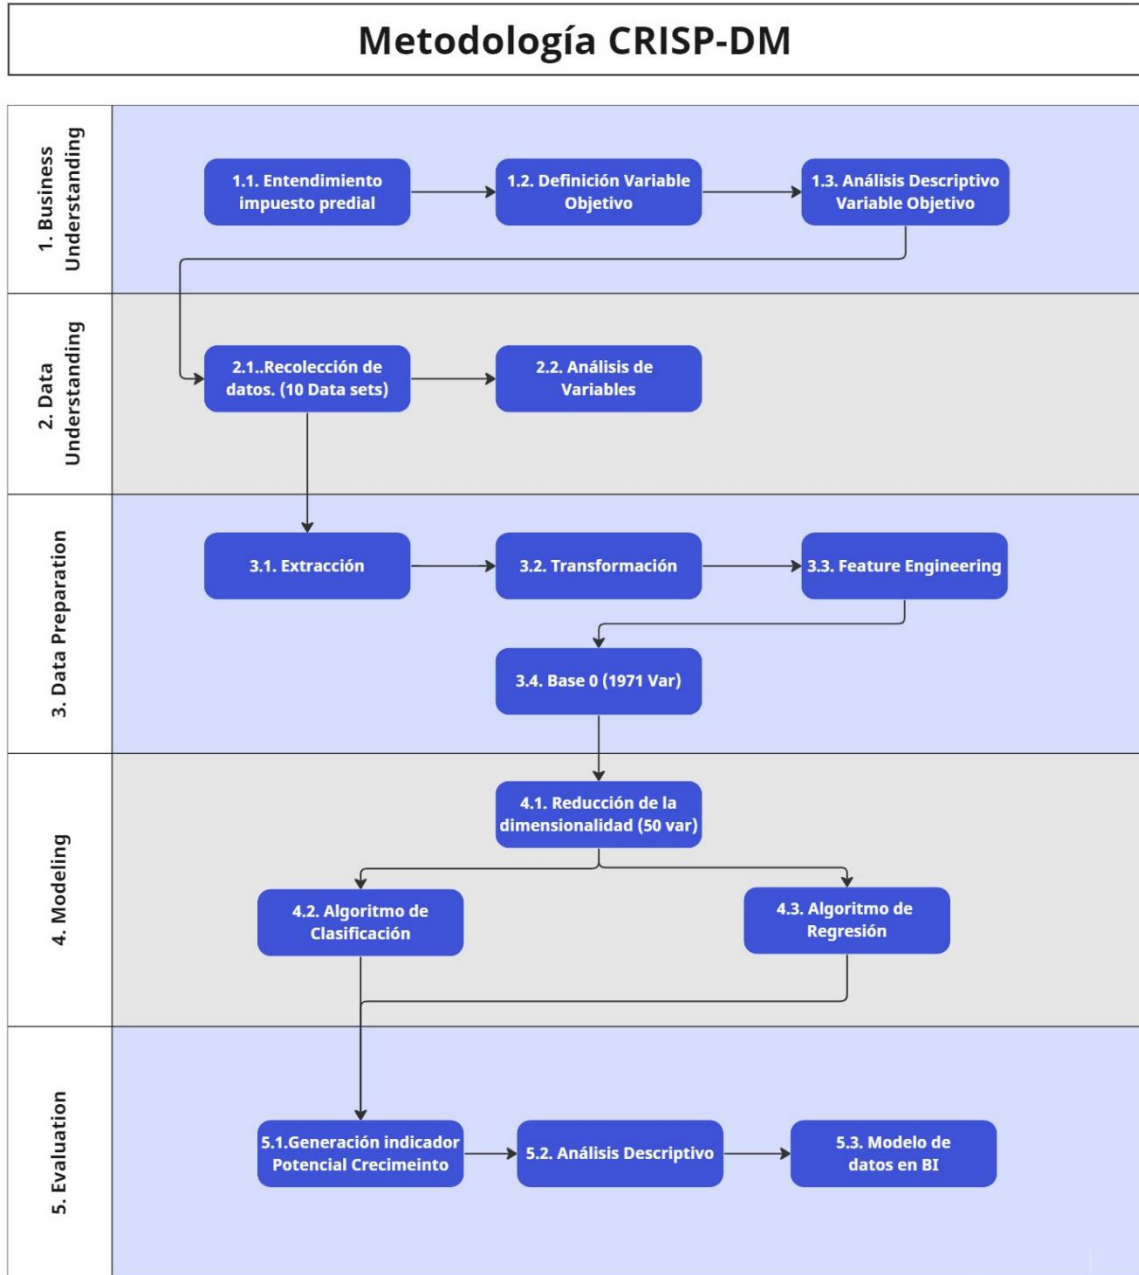 Metodología CRISP-DM
1. Business
Understanding
1.1. Entendimiento
impuesto predial
1.2. Definición Variable
Objetivo
1.3. Análisis Descriptivo
Variable Objetivo
2. Data
Understanding
2.1..Recolección de
datos. (10 Data sets)
2.2. Análisis de
Variables
3. Data Preparation
3.1. Extracción
3.2. Transformación
3.3. Feature Engineering
3.4. Base 0 (1971 Var)
4. Modeling
4.1. Reducción de la
dimensionalidad (50 var)
4.2. Algoritmo de
Clasificación
4.3. Algoritmo de
Regresión
5. Evaluation
5.1.Generación indicador
Potencial Crecimeinto
5.2. Análisis Descriptivo
5.3. Modelo de
datos en BI